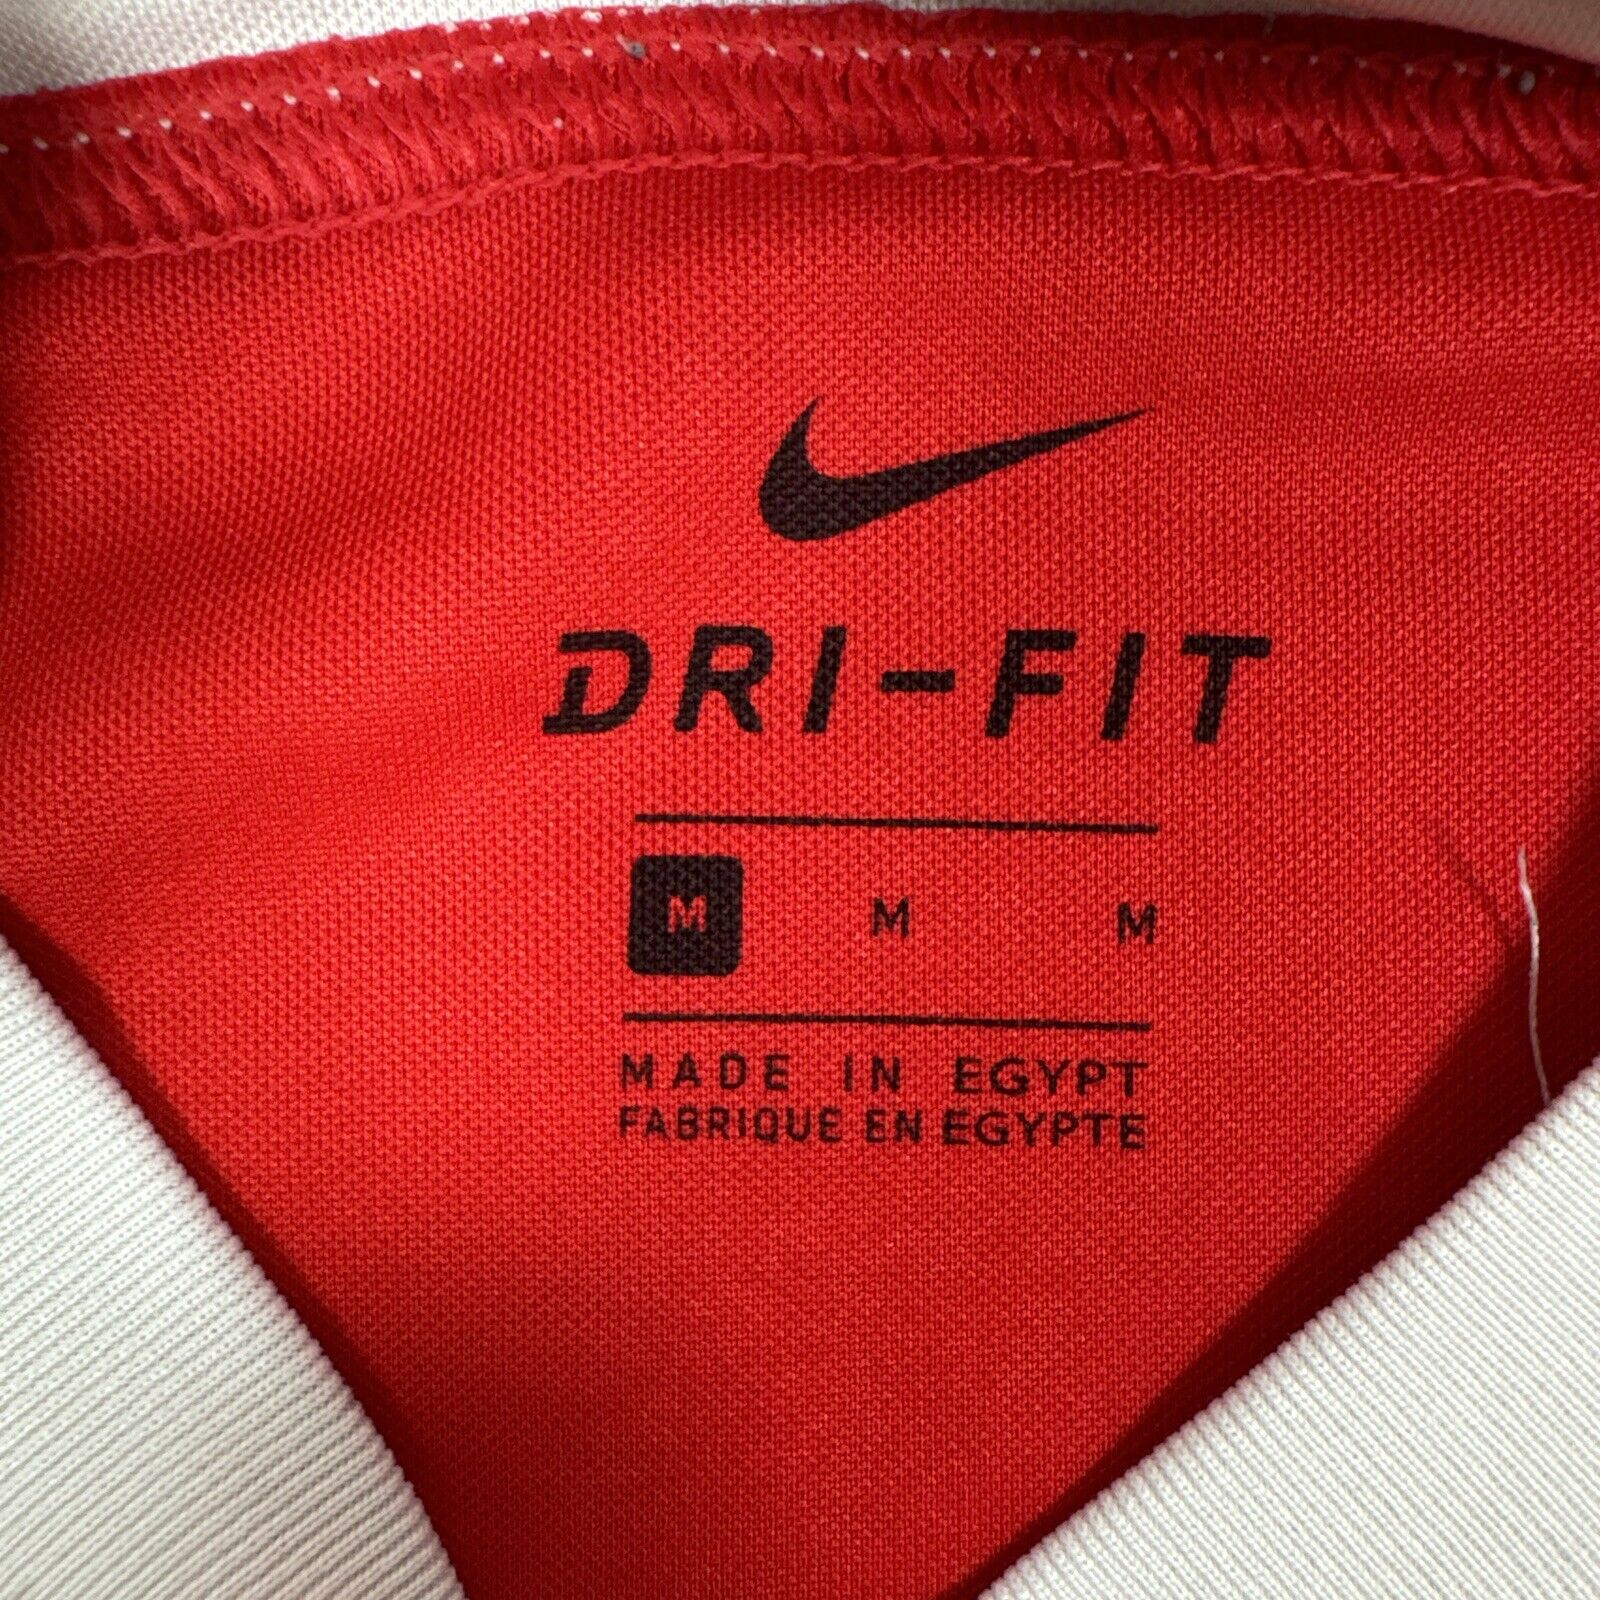 DRI-FIT
M M M
MADE IN EGYPT
FABRIQUE EN EGYPTE